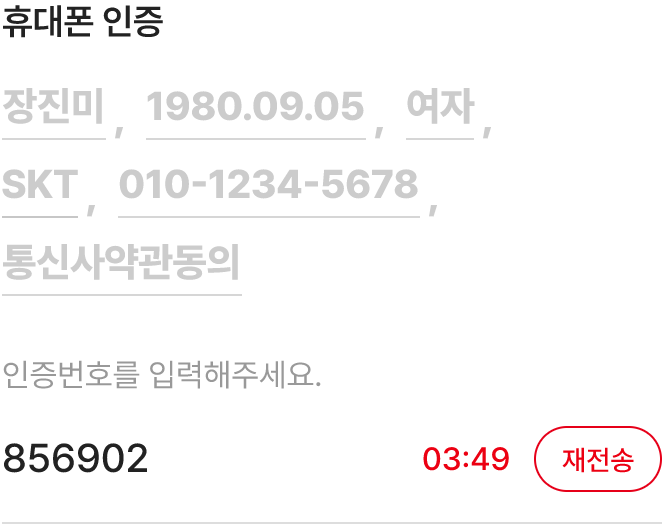 휴대폰 인증
장진미 , 1980.09.05 , 여자 ,
SKT , 010-1234-5678 ,
통신사약관동의
인증번호를 입력해주세요.
856902 03:49 재전송